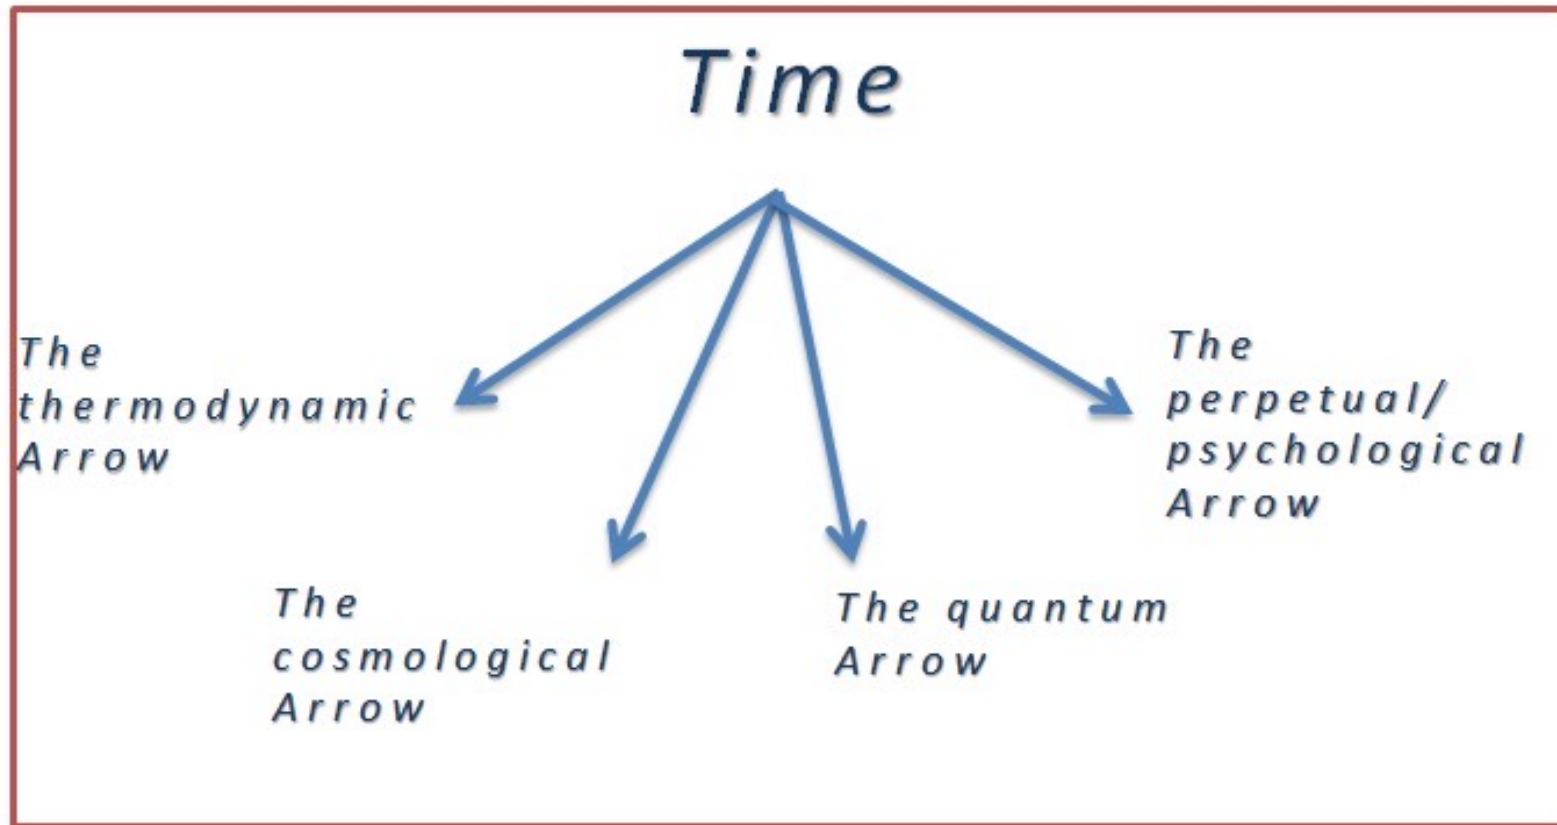 Time
The
thermodynamic
Arrow
The
cosmological
Arrow
The quantum
Arrow
The
perpetual/
psychological
Arrow